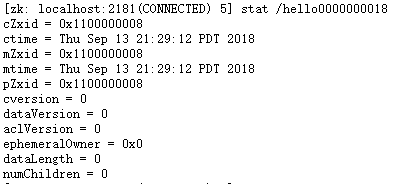 [zk: localhost:2181(CONNECTED) 5] stat /hello0000000018
cZxid = 0x1100000008
ctime = Thu Sep 13 21:29:12 PDT 2018
mZxid = 0x1100000008
mtime = Thu Sep 13 21:29:12 PDT 2018
pZxid = 0x1100000008
cversion = 0
dataVersion = 0
aclVersion = 0
ephemeralOwner = 0x0
dataLength = 0
numChildren = 0